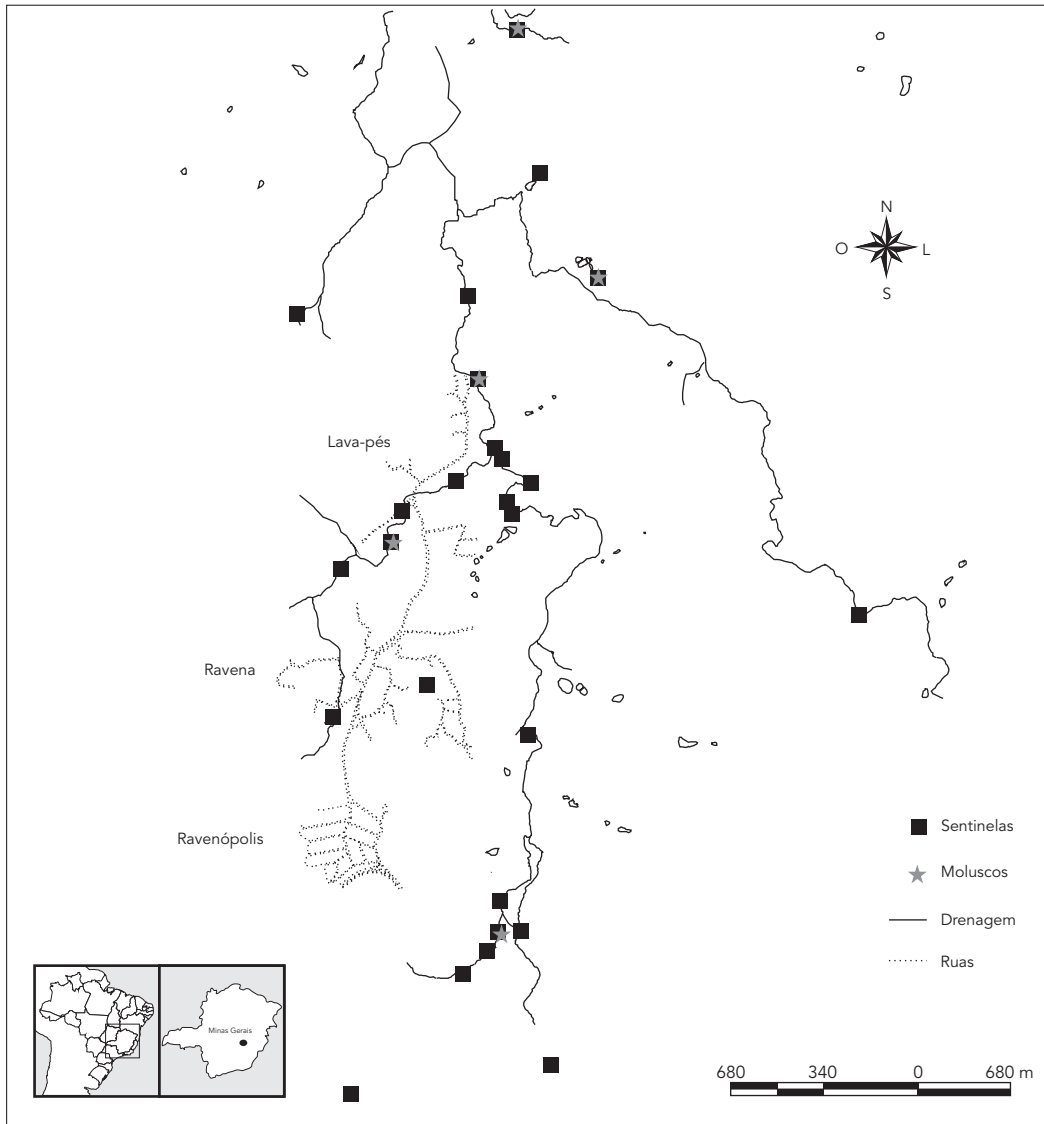 N
O L
S
Lava-pés
Ravena
Ravenópolis
Sentinelas
Moluscos
Drenagem
Ruas
Minas Gerais
680 340 0 680 m